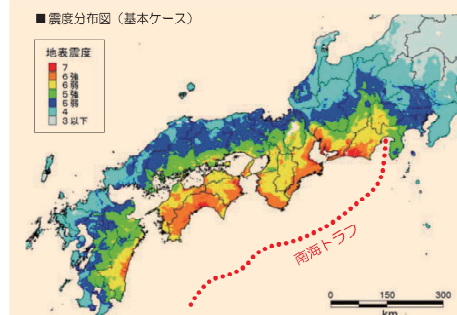 ■震度分布図（基本ケース）
地表震度
7
6強
6弱
5強
5弱
4
3以下
南海トラフ
0 150 300
km